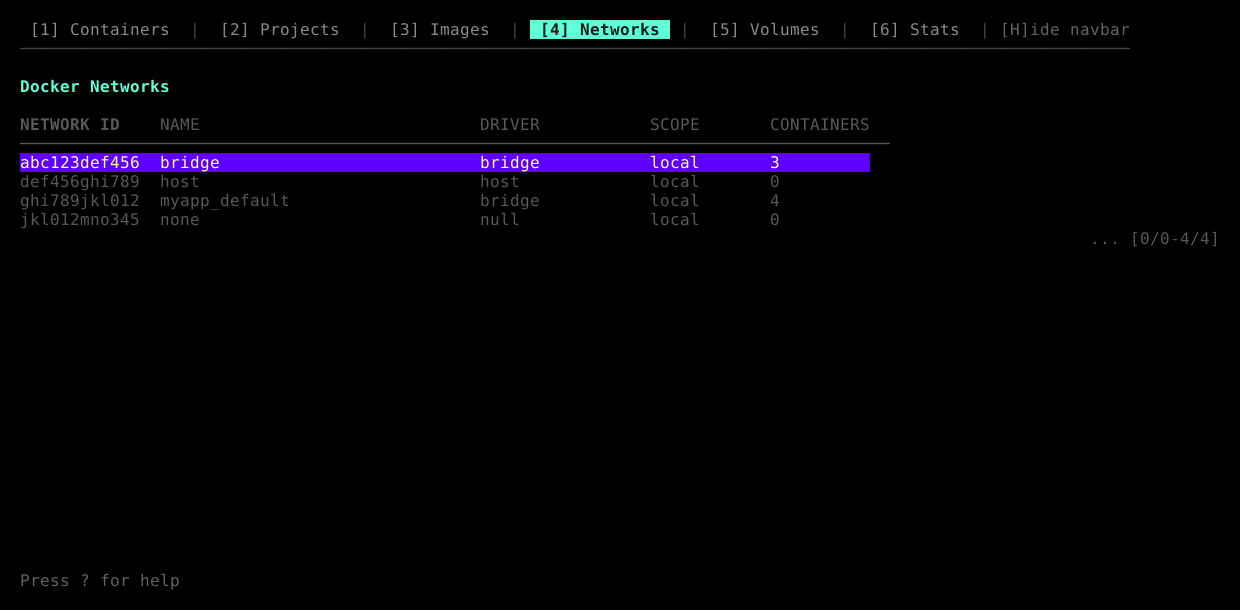 [1] Containers | [2] Projects | [3] Images | [4] Networks | [5] Volumes | [6] Stats | [H]ide navbar
Docker Networks
NETWORK ID NAME DRIVER SCOPE CONTAINERS
abc123def456 bridge bridge local 3
def456ghi789 host host local 0
ghi789jkl012 myapp_default bridge local 4
jkl012mno345 none null local 0
... [0/0-4/4]
Press ? for help